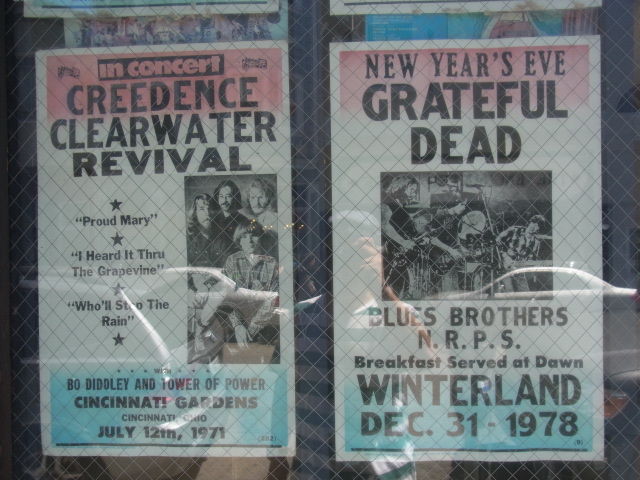 in concert
CREEDENCE
CLEARWATER
REVIVAL
"Proud Mary"
"I Heard It Thru
The Grapevine"
"Who'll Stop The
Rain"
WITH
BO DIDDLEY AND TOWER OF POWER
CINCINNATI GARDENS
CINCINNATI, OHIO
JULY 12th, 1971
NEW YEAR'S EVE
GRATEFUL
DEAD
BLUES BROTHERS
N.R.P.S.
Breakfast Served at Dawn
WINTERLAND
DEC. 31 - 1978